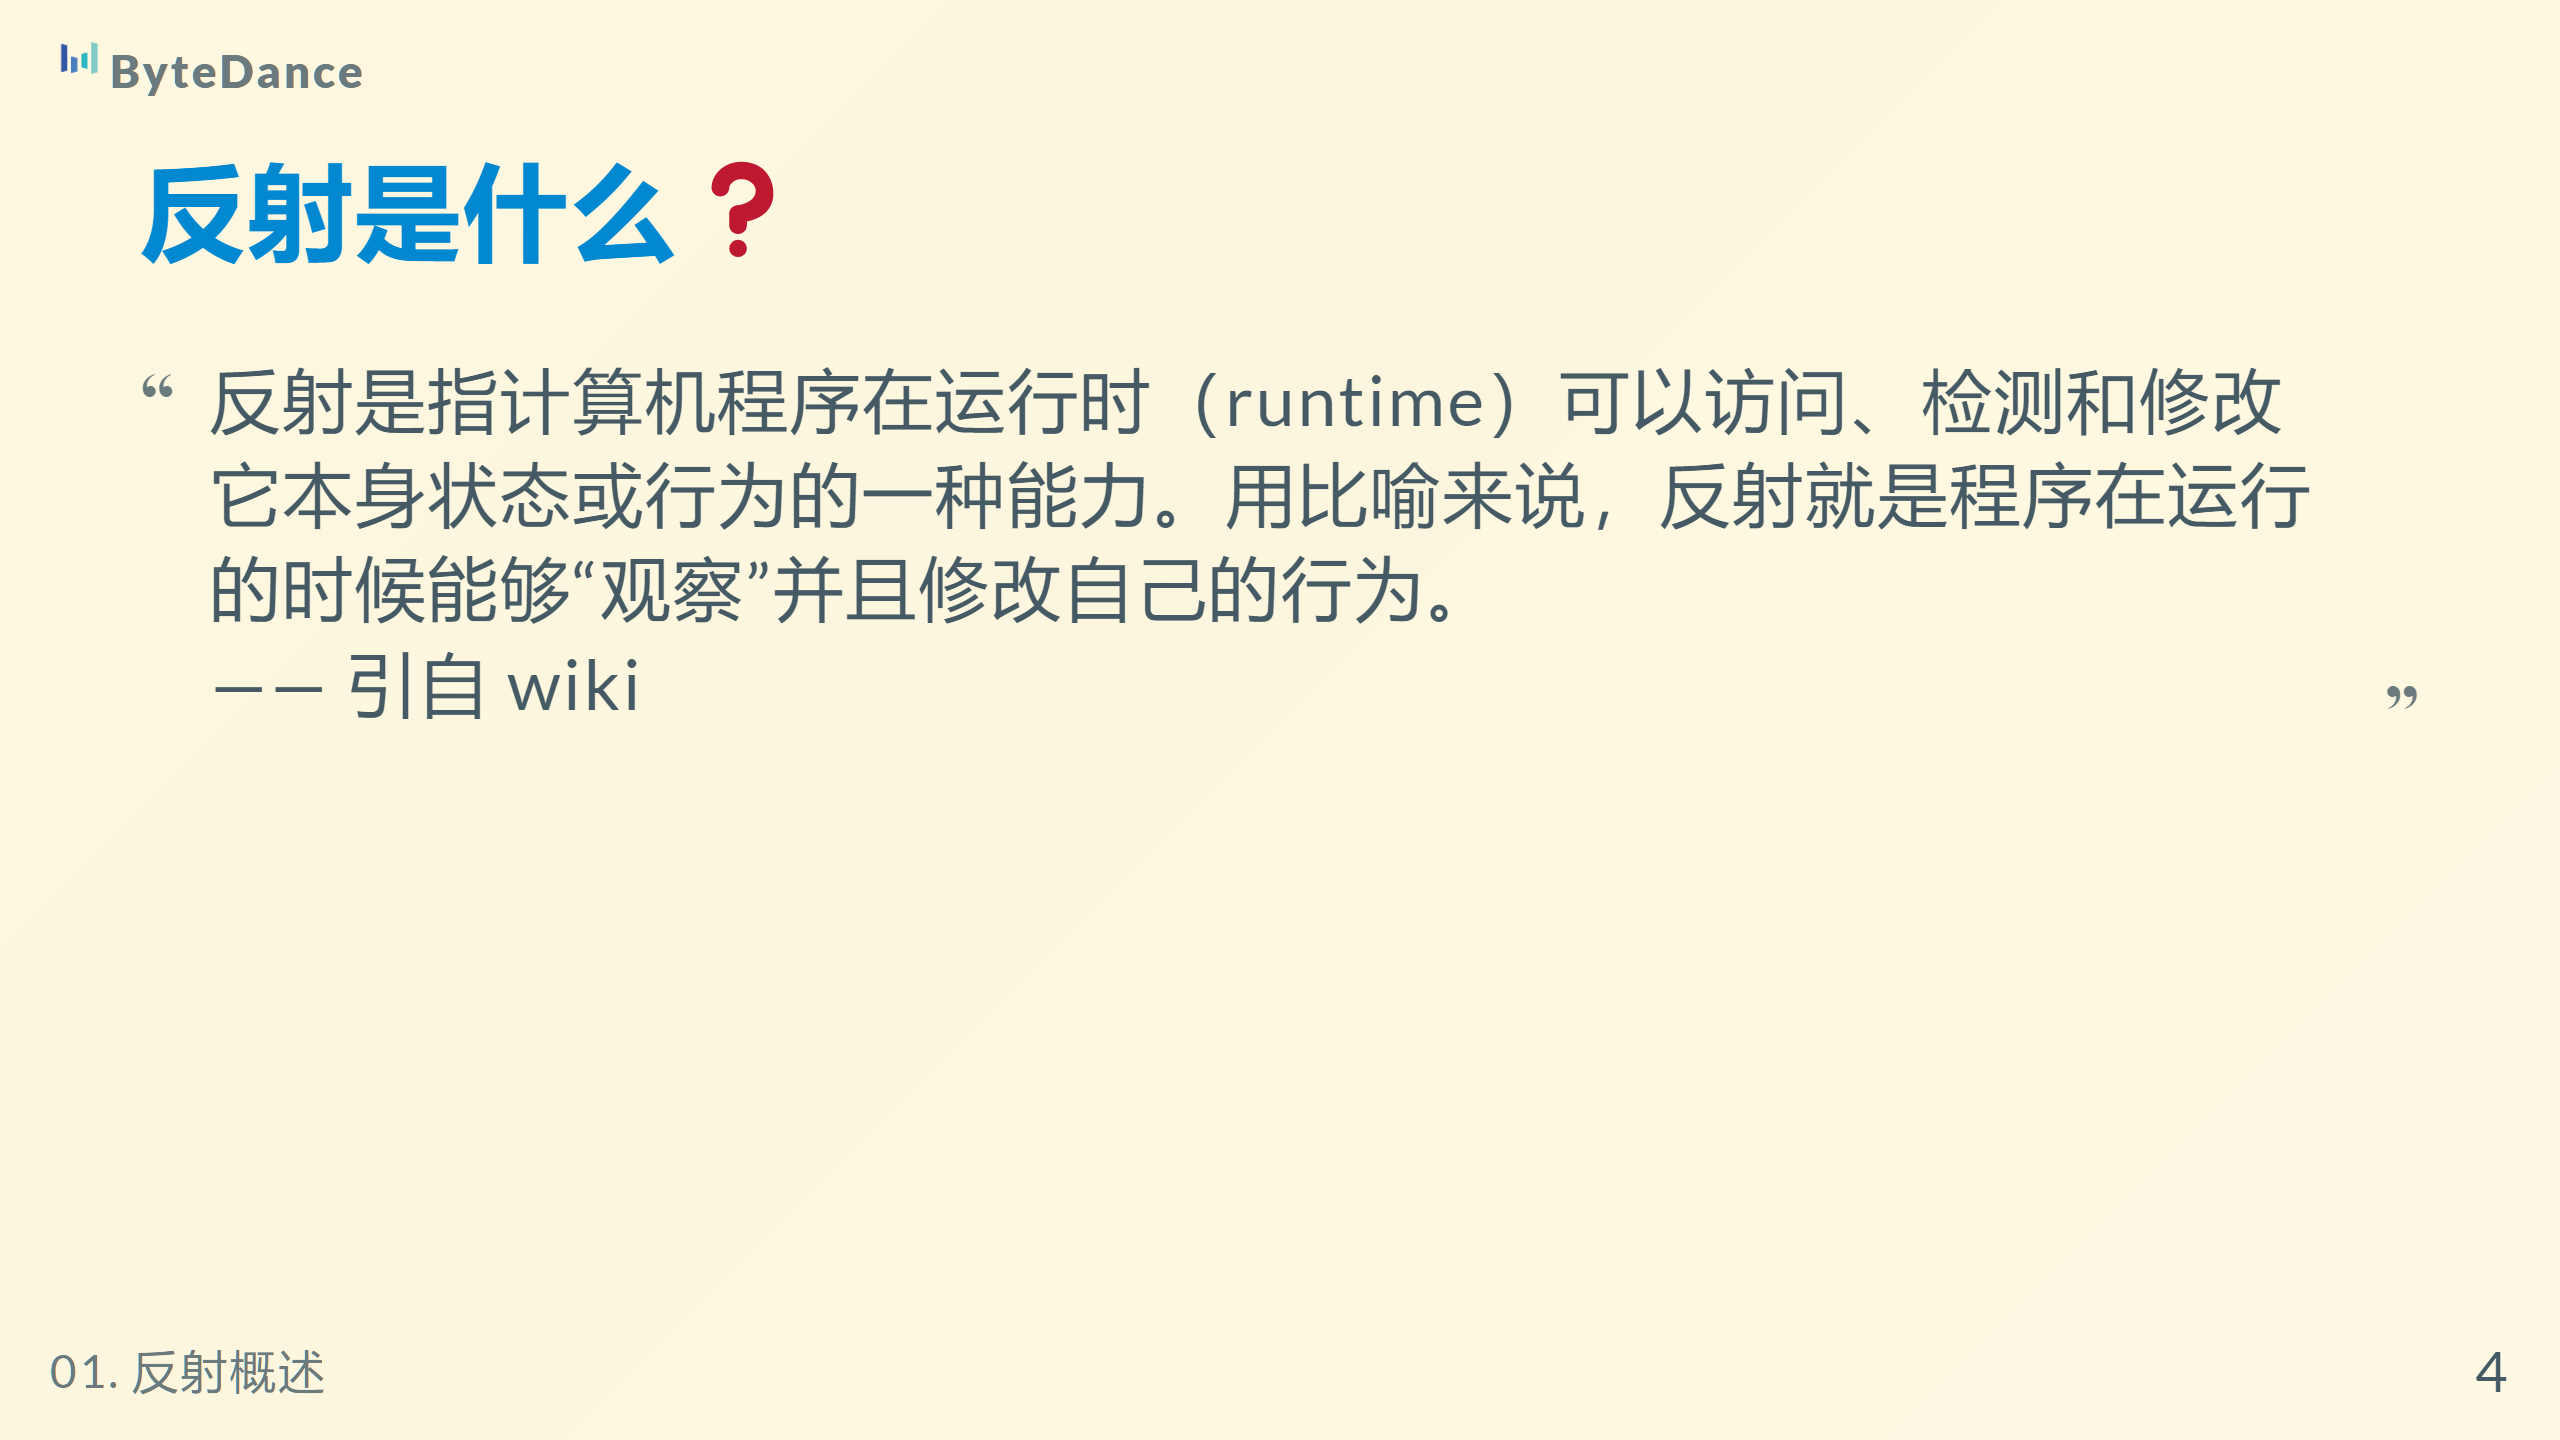 ByteDance
反射是什么❓
“ 反射是指计算机程序在运行时（runtime）可以访问、检测和修改
它本身状态或行为的一种能力。用比喻来说，反射就是程序在运行
的时候能够“观察”并且修改自己的行为。
—— 引自 wiki ”
01. 反射概述
4